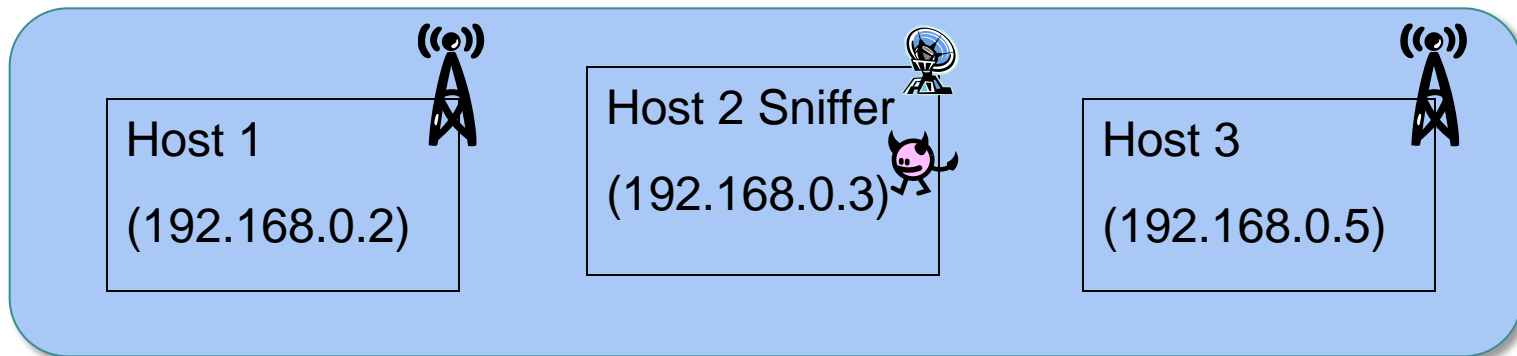 Host 1
(192.168.0.2)
Host 2 Sniffer
(192.168.0.3)
Host 3
(192.168.0.5)